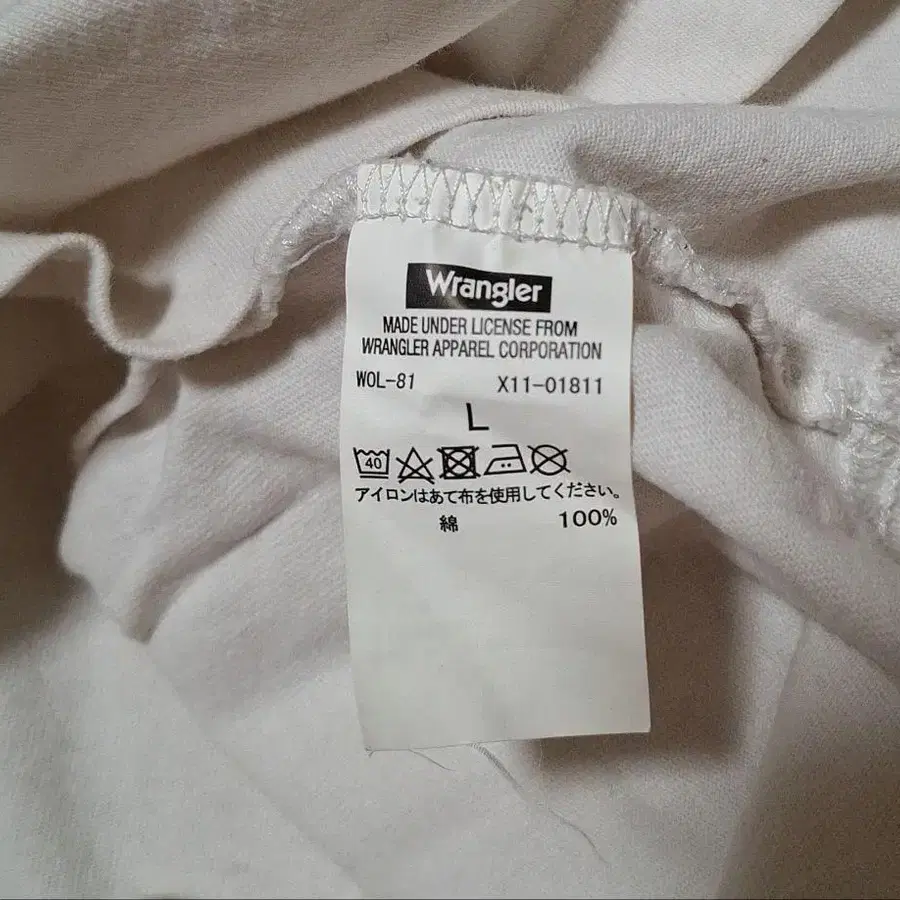 Wrangler
MADE UNDER LICENSE FROM
WRANGLER APPAREL CORPORATION
WOL-81 X11-01811
L
40
アイロンはあて布を使用してください。
綿 100%